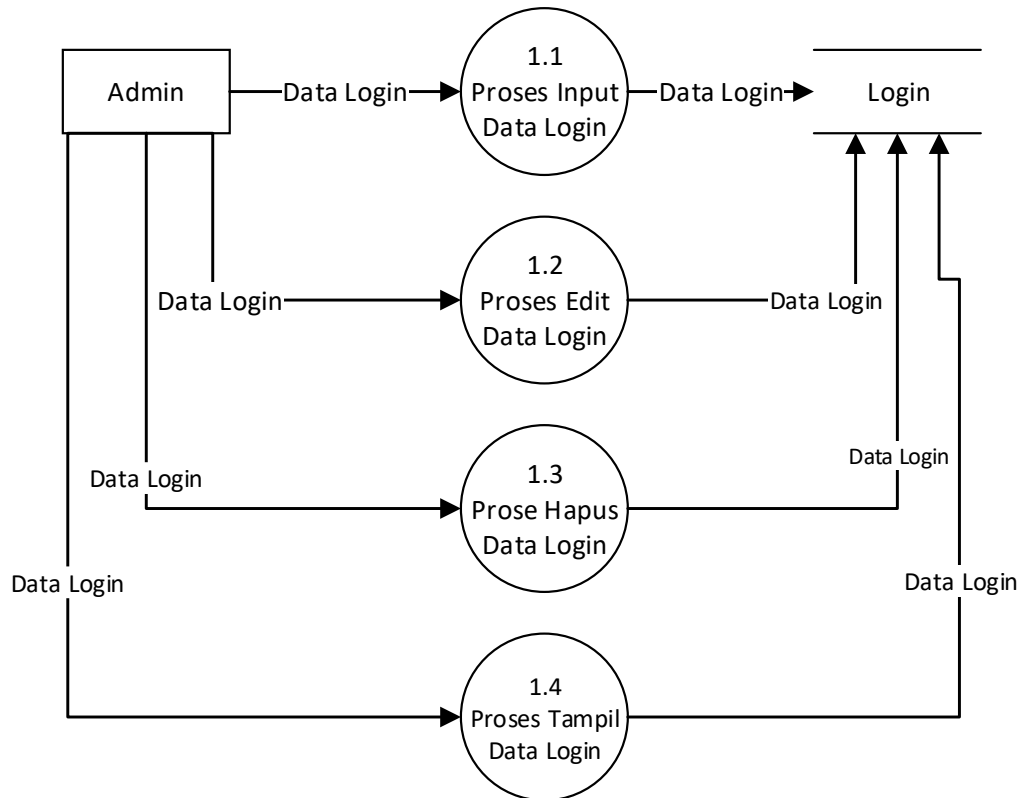 Admin
Data Login
1.1
Proses Input
Data Login
Data Login
Login
Data Login
1.2
Proses Edit
Data Login
Data Login
Data Login
1.3
Prose Hapus
Data Login
Data Login
Data Login
1.4
Proses Tampil
Data Login
Data Login